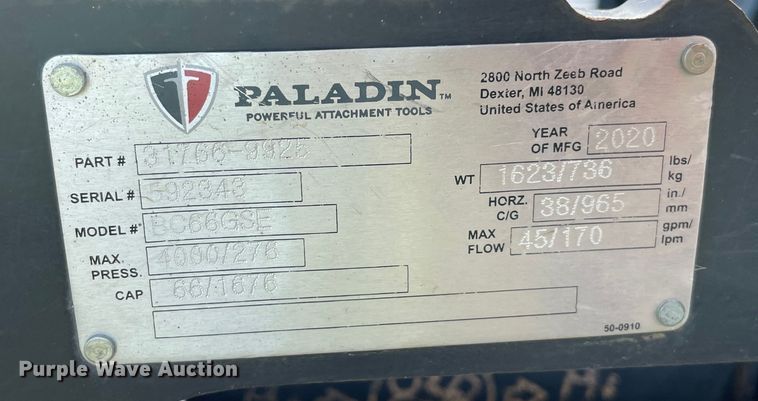 PALADIN™
POWERFUL ATTACHMENT TOOLS
2800 North Zeeb Road
Dexter, MI 48130
United States of America
PART # 31766-9925
SERIAL # 592343
MODEL # BC66GSE
MAX. PRESS. 4000/276
CAP 66/1676
YEAR OF MFG 2020
WT 1623/736 lbs/kg
HORZ. C/G 38/965 in./mm
MAX FLOW 45/170 gpm/lpm
50-0910
Purple Wave Auction